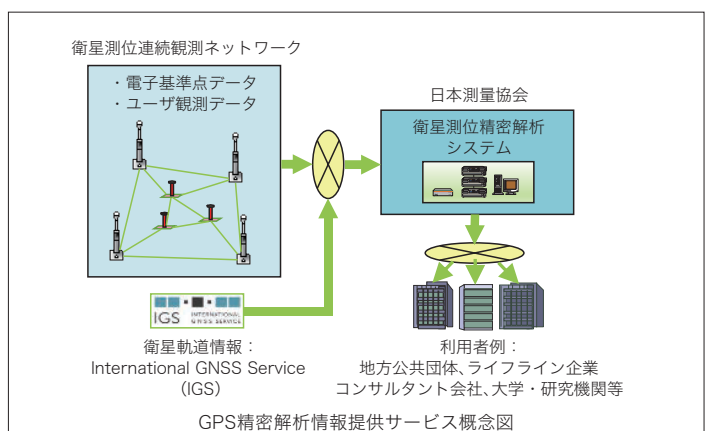 衛星測位連続観測ネットワーク
・電子基準点データ
・ユーザ観測データ
日本測量協会
衛星測位精密解析
システム
IGS INTERNATIONAL
GNSS SERVICE
衛星軌道情報：
International GNSS Service
（IGS）
利用者例：
地方公共団体、ライフライン企業
コンサルタント会社、大学・研究機関等
GPS精密解析情報提供サービス概念図